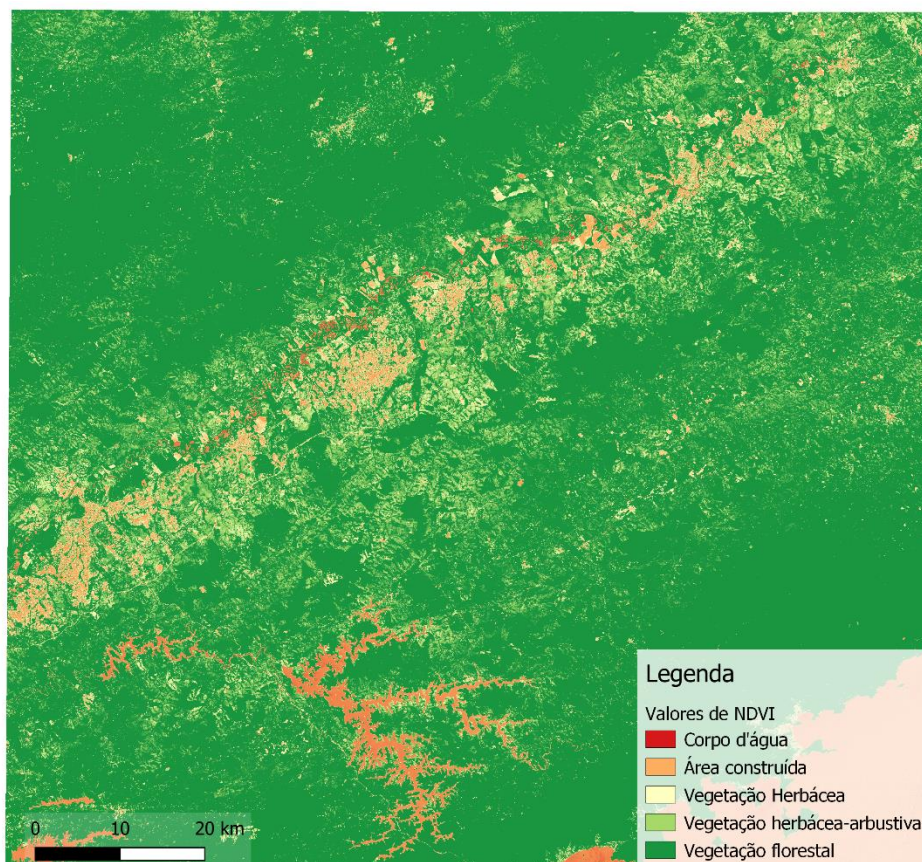 Legenda
Valores de NDVI
Corpo d'água
Área construída
Vegetação Herbácea
Vegetação herbácea-arbustiva
Vegetação florestal
0 10 20 km